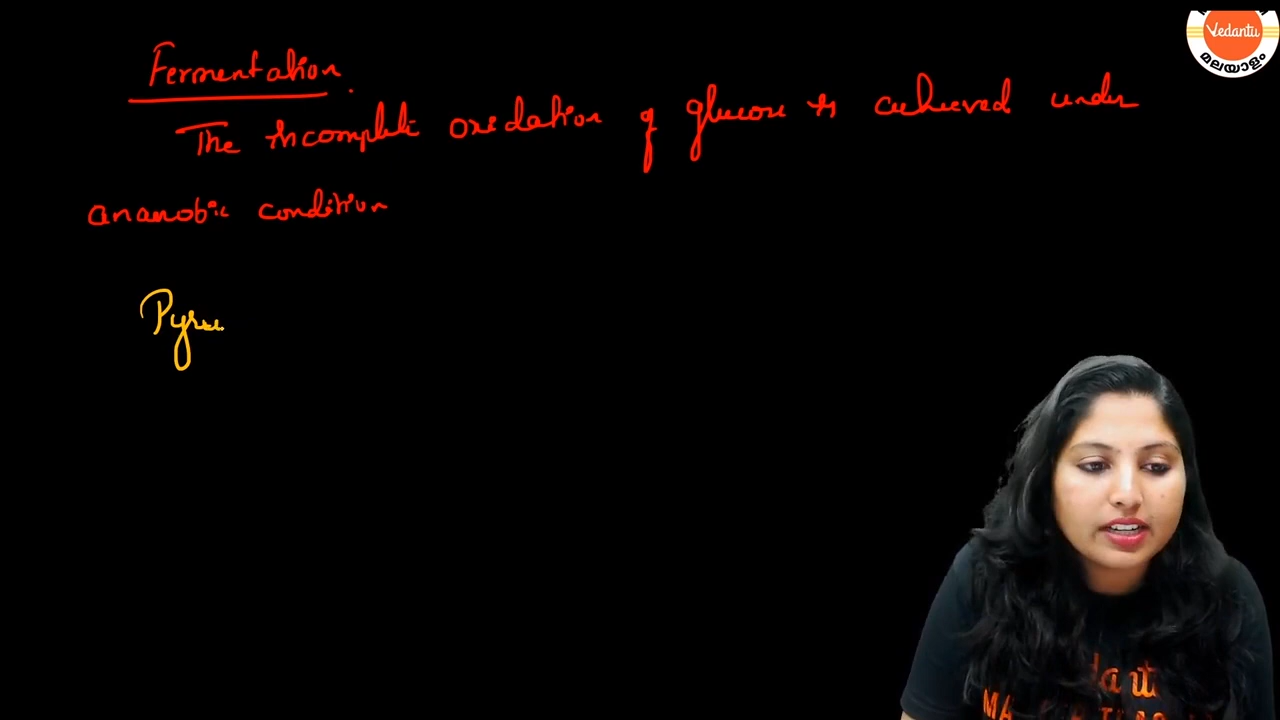 Vedantu
മലയാളം
Fermentation.
The incomplete oxidation of glucose is achieved under
anaerobic condition
Pyru